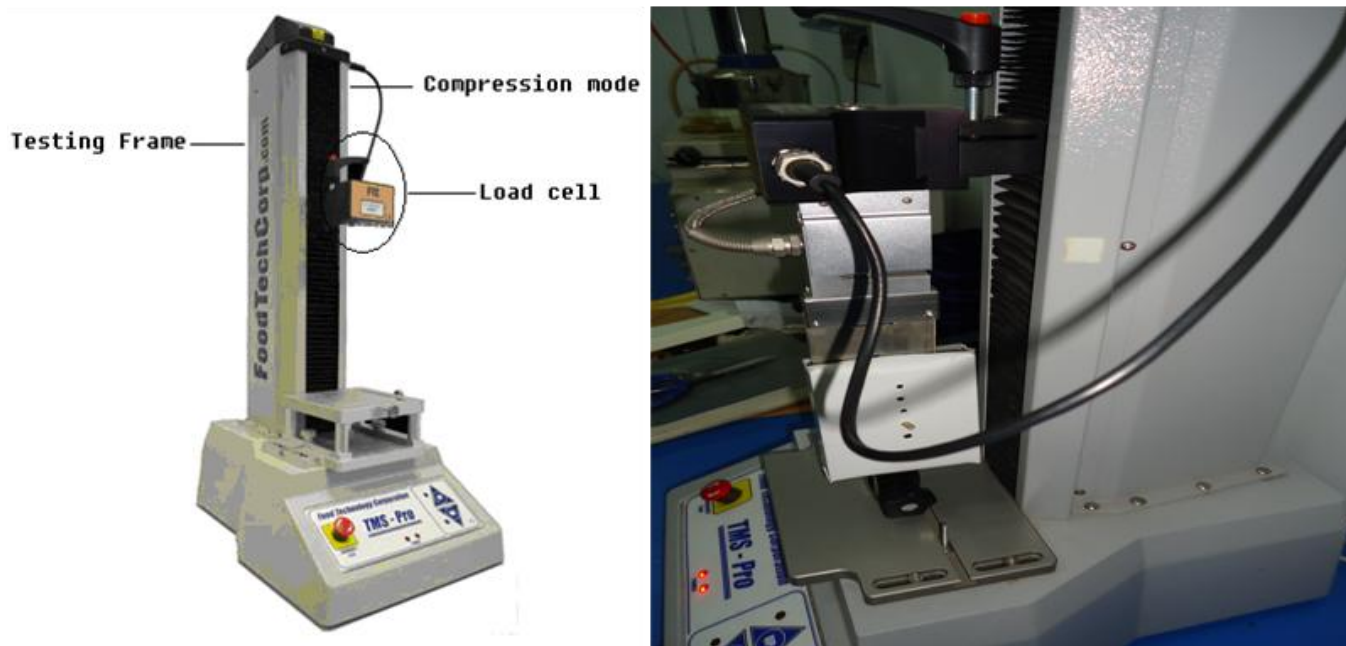 Compression mode
Testing Frame
Load cell
FTC
FoodTechCorp.com
Food Technology Corporation
TMS-Pro
TMS-Pro